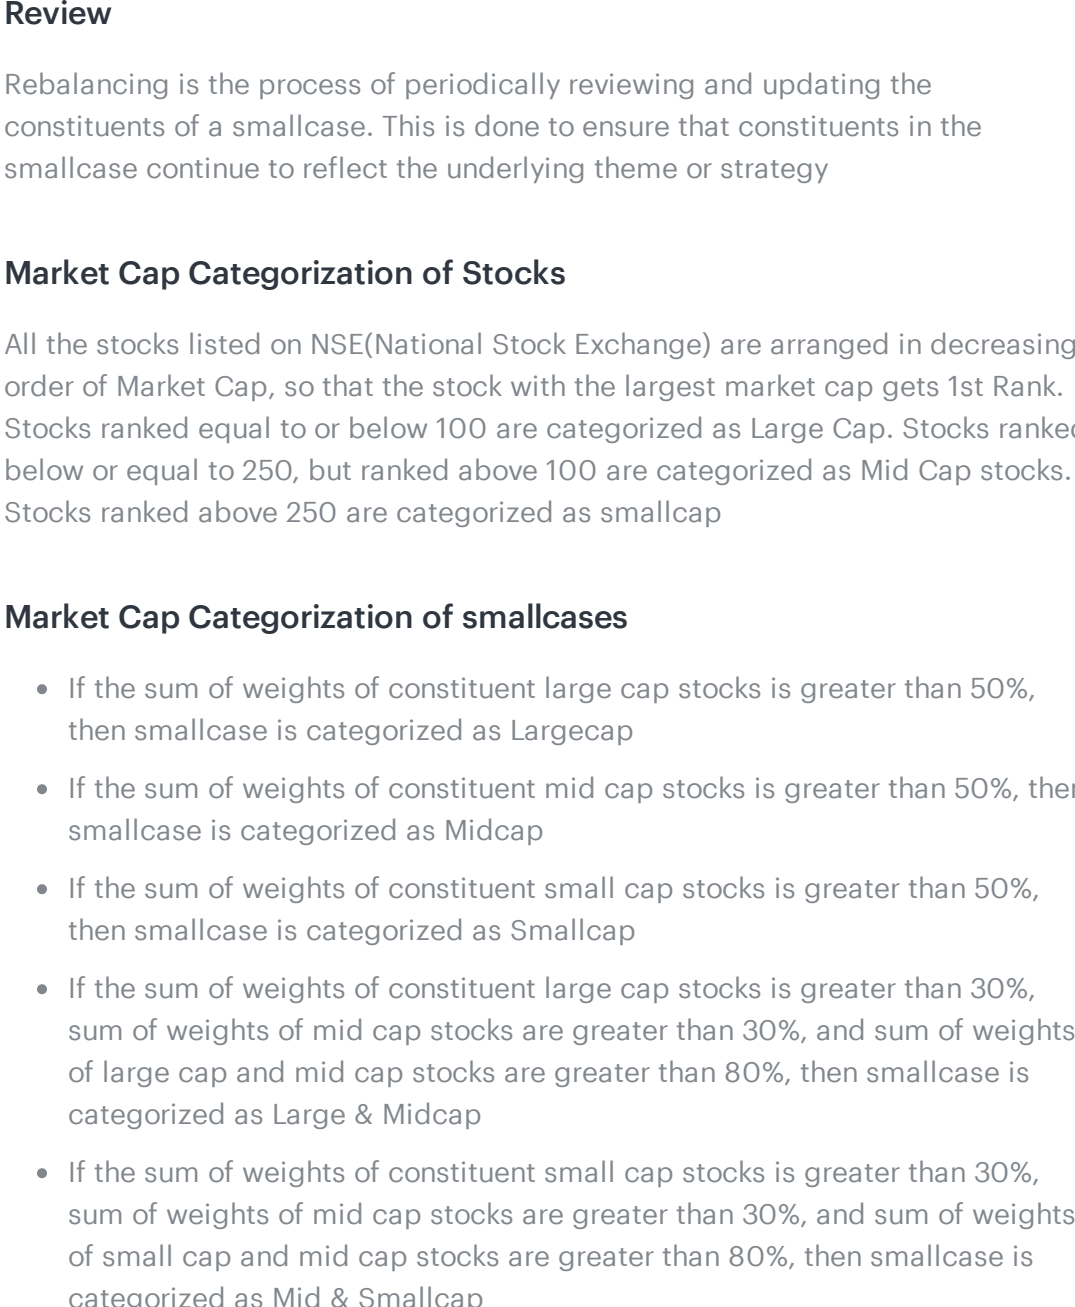 Review
Rebalancing is the process of periodically reviewing and updating the
constituents of a smallcase. This is done to ensure that constituents in the
smallcase continue to reflect the underlying theme or strategy
Market Cap Categorization of Stocks
All the stocks listed on NSE(National Stock Exchange) are arranged in decreasing
order of Market Cap, so that the stock with the largest market cap gets 1st Rank.
Stocks ranked equal to or below 100 are categorized as Large Cap. Stocks ranked
below or equal to 250, but ranked above 100 are categorized as Mid Cap stocks.
Stocks ranked above 250 are categorized as smallcap
Market Cap Categorization of smallcases
• If the sum of weights of constituent large cap stocks is greater than 50%,
then smallcase is categorized as Largecap
• If the sum of weights of constituent mid cap stocks is greater than 50%, then
smallcase is categorized as Midcap
• If the sum of weights of constituent small cap stocks is greater than 50%,
then smallcase is categorized as Smallcap
• If the sum of weights of constituent large cap stocks is greater than 30%,
sum of weights of mid cap stocks are greater than 30%, and sum of weights
of large cap and mid cap stocks are greater than 80%, then smallcase is
categorized as Large & Midcap
• If the sum of weights of constituent small cap stocks is greater than 30%,
sum of weights of mid cap stocks are greater than 30%, and sum of weights
of small cap and mid cap stocks are greater than 80%, then smallcase is
categorized as Mid & Smallcap